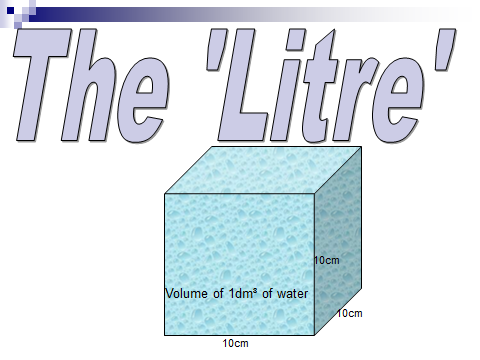 The 'Litre'
10cm
Volume of 1dm³ of water
10cm
10cm